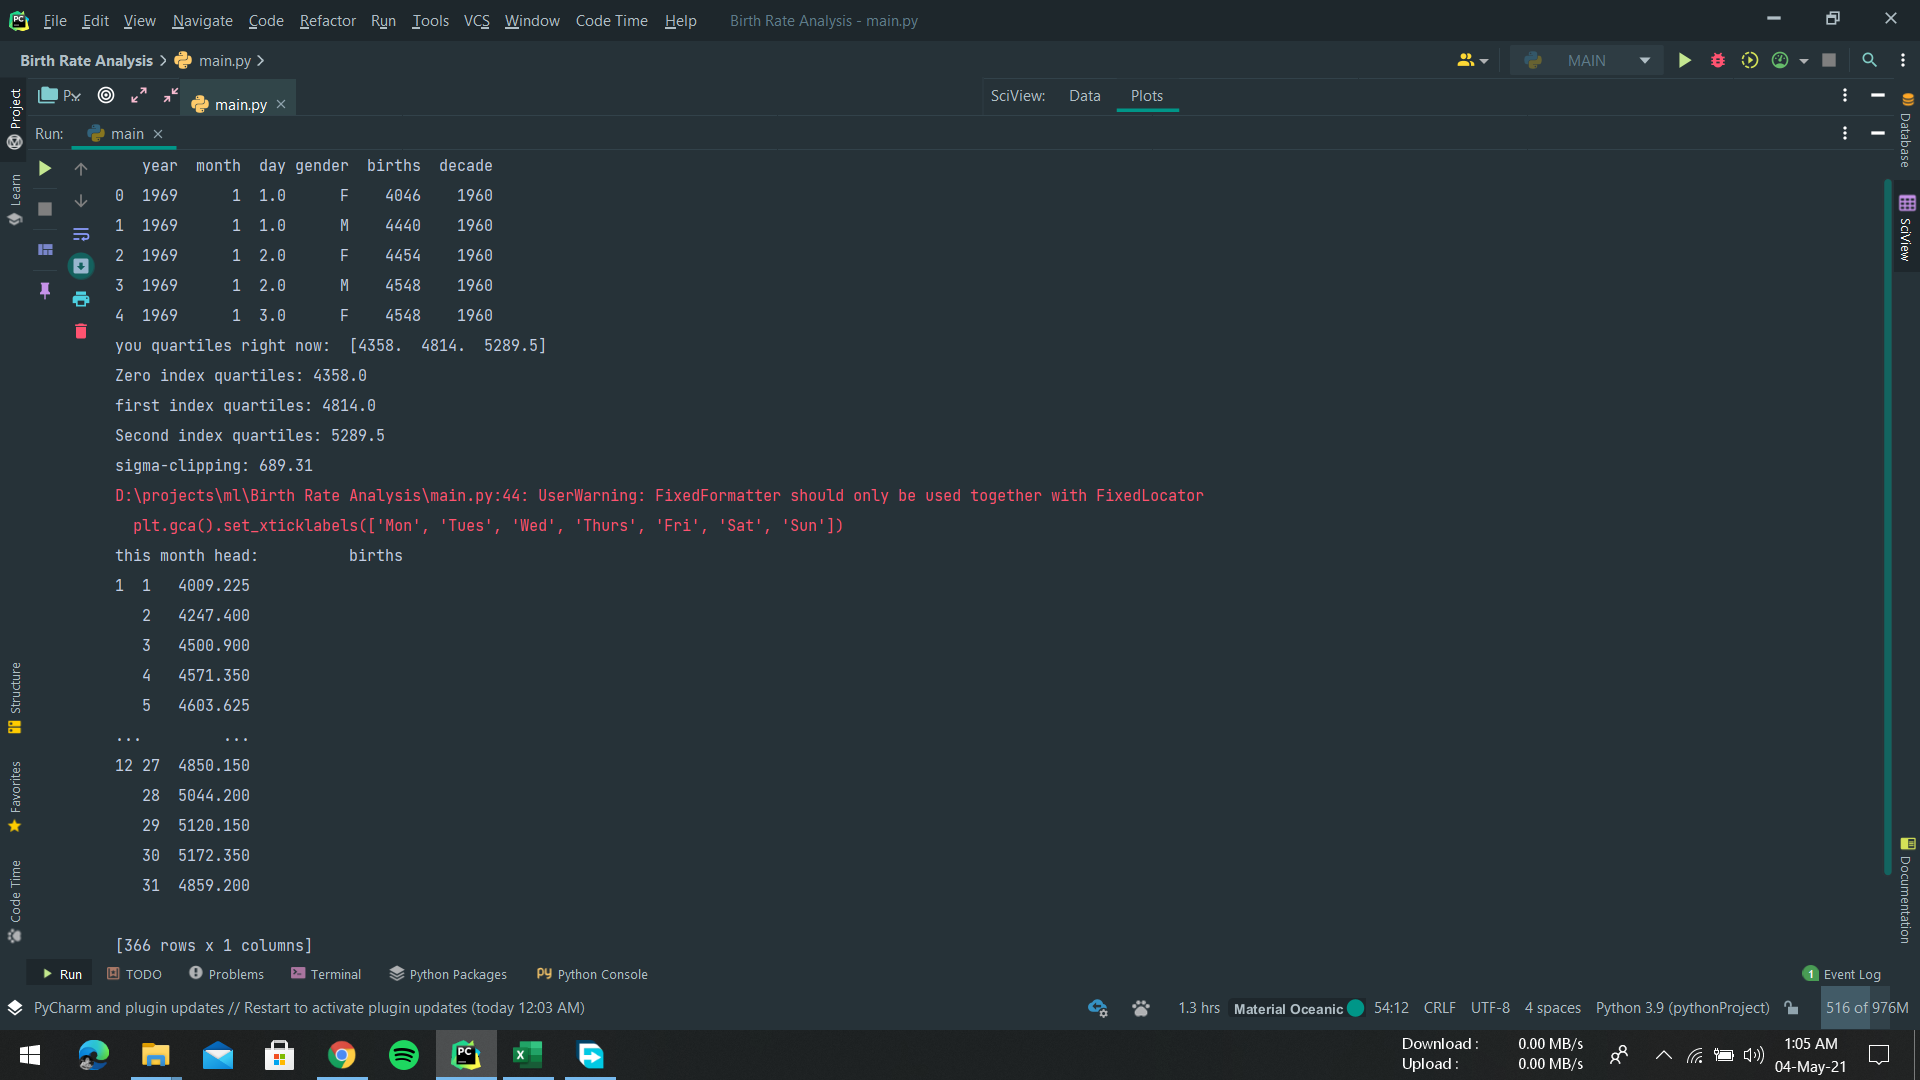 File Edit View Navigate Code Refactor Run Tools VCS Window Code Time Help Birth Rate Analysis - main.py
Birth Rate Analysis main.py MAIN
P.. main.py SciView: Data Plots
Run: main
Project
Learn
Structure
Favorites
Code Time
year month day gender births decade
0 1969 1 1.0 F 4046 1960
1 1969 1 1.0 M 4440 1960
2 1969 1 2.0 F 4454 1960
3 1969 1 2.0 M 4548 1960
4 1969 1 3.0 F 4548 1960
you quartiles right now: [4358. 4814. 5289.5]
Zero index quartiles: 4358.0
first index quartiles: 4814.0
Second index quartiles: 5289.5
sigma-clipping: 689.31
D:\projects\ml\Birth Rate Analysis\main.py:44: UserWarning: FixedFormatter should only be used together with FixedLocator
plt.gca().set_xticklabels(['Mon', 'Tues', 'Wed', 'Thurs', 'Fri', 'Sat', 'Sun'])
this month head: births
1 1 4009.225
2 4247.400
3 4500.900
4 4571.350
5 4603.625
... ...
12 27 4850.150
28 5044.200
29 5120.150
30 5172.350
31 4859.200
[366 rows x 1 columns]
Database
SciView
Documentation
Run TODO Problems Terminal Python Packages Python Console 1 Event Log
PyCharm and plugin updates // Restart to activate plugin updates (today 12:03 AM) 1.3 hrs Material Oceanic 54:12 CRLF UTF-8 4 spaces Python 3.9 (pythonProject) 516 of 976M
Download : 0.00 MB/s
Upload : 0.00 MB/s
1:05 AM
04-May-21